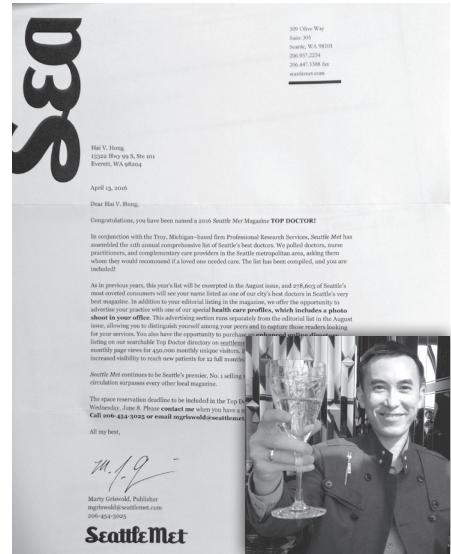 509 Olive Way
Suite 305
Seattle, WA 98101
206.957.2234
206.447.3388 fax
seattlemet.com
Hai V. Hong
13322 Hwy 99 S, Ste 101
Everett, WA 98204
April 13, 2016
Dear Hai V. Hong,
Congratulations, you have been named a 2016 Seattle Met Magazine TOP DOCTOR!
In conjunction with the Troy, Michigan–based firm Professional Research Services, Seattle Met has
assembled the 11th annual comprehensive list of Seattle's best doctors. We polled doctors, nurse
practitioners, and complementary care providers in the Seattle metropolitan area, asking them
whom they would recommend if a loved one needed care. The list has been compiled, and you are
included!
As in previous years, this year's list will be excerpted in the August issue, and 278,603 of Seattle's
most coveted consumers will see your name listed as one of our city's best doctors in Seattle's very
best magazine. In addition to your editorial listing in the magazine, we offer the opportunity to
advertise your practice with one of our special health care profiles, which includes a photo
shoot in your office. This advertising section runs separately from the editorial list in the August
issue, allowing you to distinguish yourself among your peers and to capture those readers looking
for your services. You also have the opportunity to purchase
listing on our searchable Top Doctor directory on
monthly page views for 450,000 monthly unique visitors.
increased visibility to reach new patients for 12 full
Seattle Met continues to be Seattle's premier, No. 1 selling
circulation surpasses every other local magazine.
The space reservation deadline to be included in the Top
Wednesday, June 8. Please contact me when you have a
Call 206-454-3025 or email mgriswold@seattlemet
All my best,
Marty Griswold, Publisher
mgriswold@seattlemet.com
206-454-3025
SeattleMet